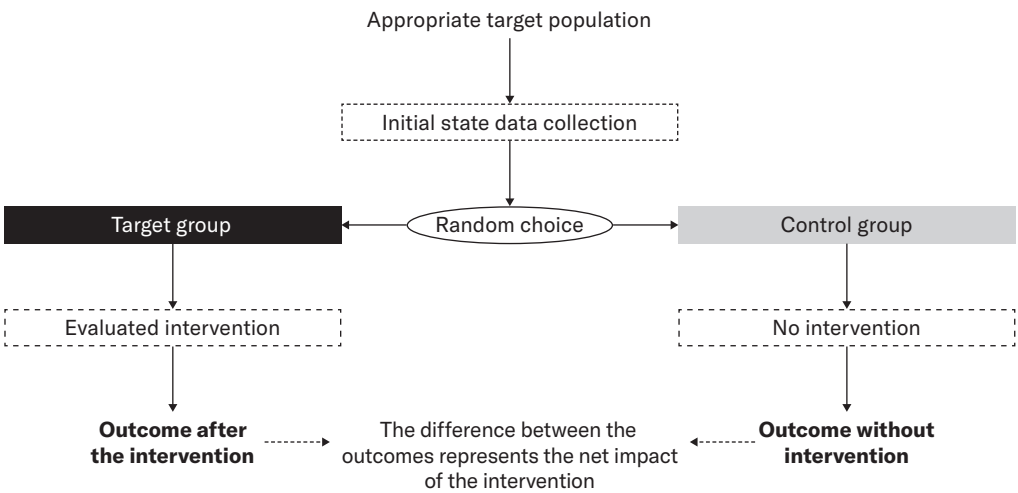 Appropriate target population
Initial state data collection
Target group
Random choice
Control group
Evaluated intervention
No intervention
Outcome after
the intervention
The difference between the
outcomes represents the net impact
of the intervention
Outcome without
intervention